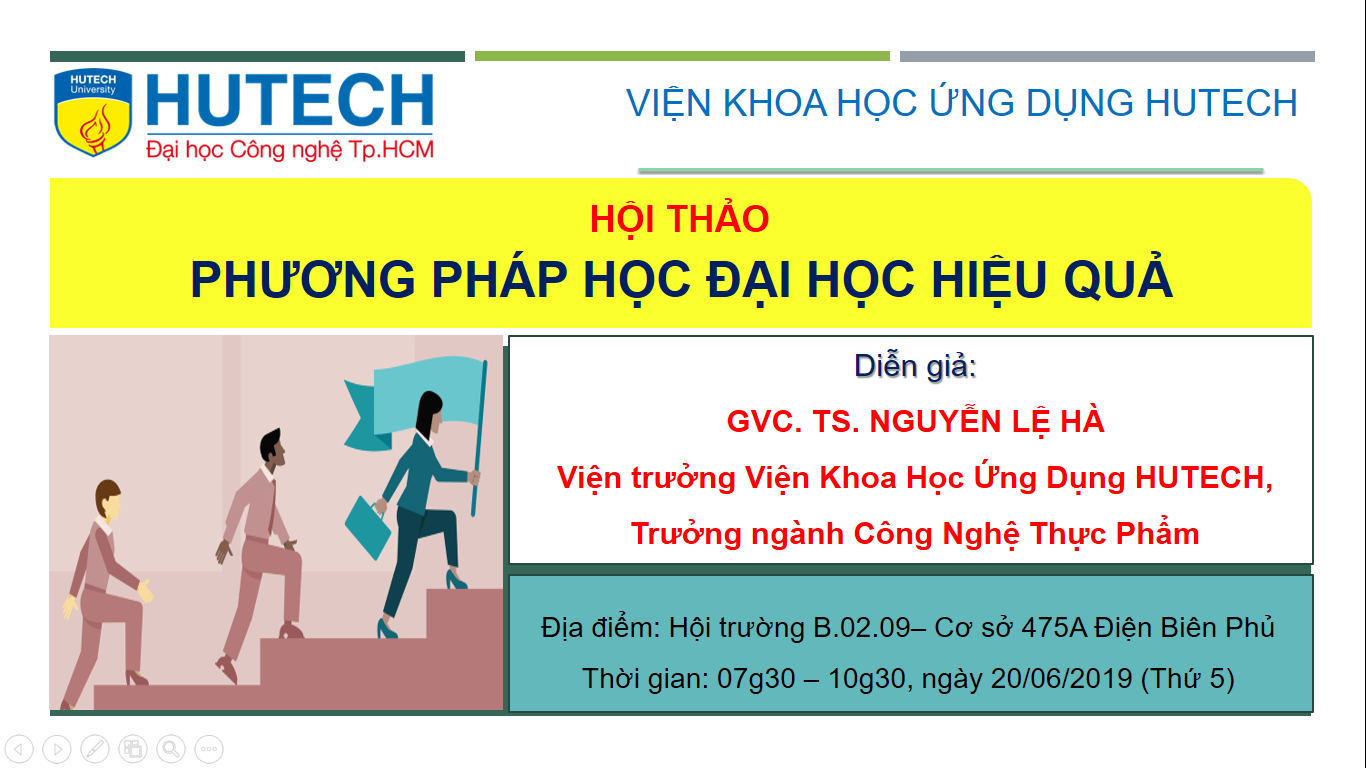 HUTECH
University
HUTECH
Đại học Công nghệ Tp.HCM
VIỆN KHOA HỌC ỨNG DỤNG HUTECH
HỘI THẢO
PHƯƠNG PHÁP HỌC ĐẠI HỌC HIỆU QUẢ
Diễn giả:
GVC. TS. NGUYỄN LỆ HÀ
Viện trưởng Viện Khoa Học Ứng Dụng HUTECH,
Trưởng ngành Công Nghệ Thực Phẩm
Địa điểm: Hội trường B.02.09– Cơ sở 475A Điện Biên Phủ
Thời gian: 07g30 – 10g30, ngày 20/06/2019 (Thứ 5)